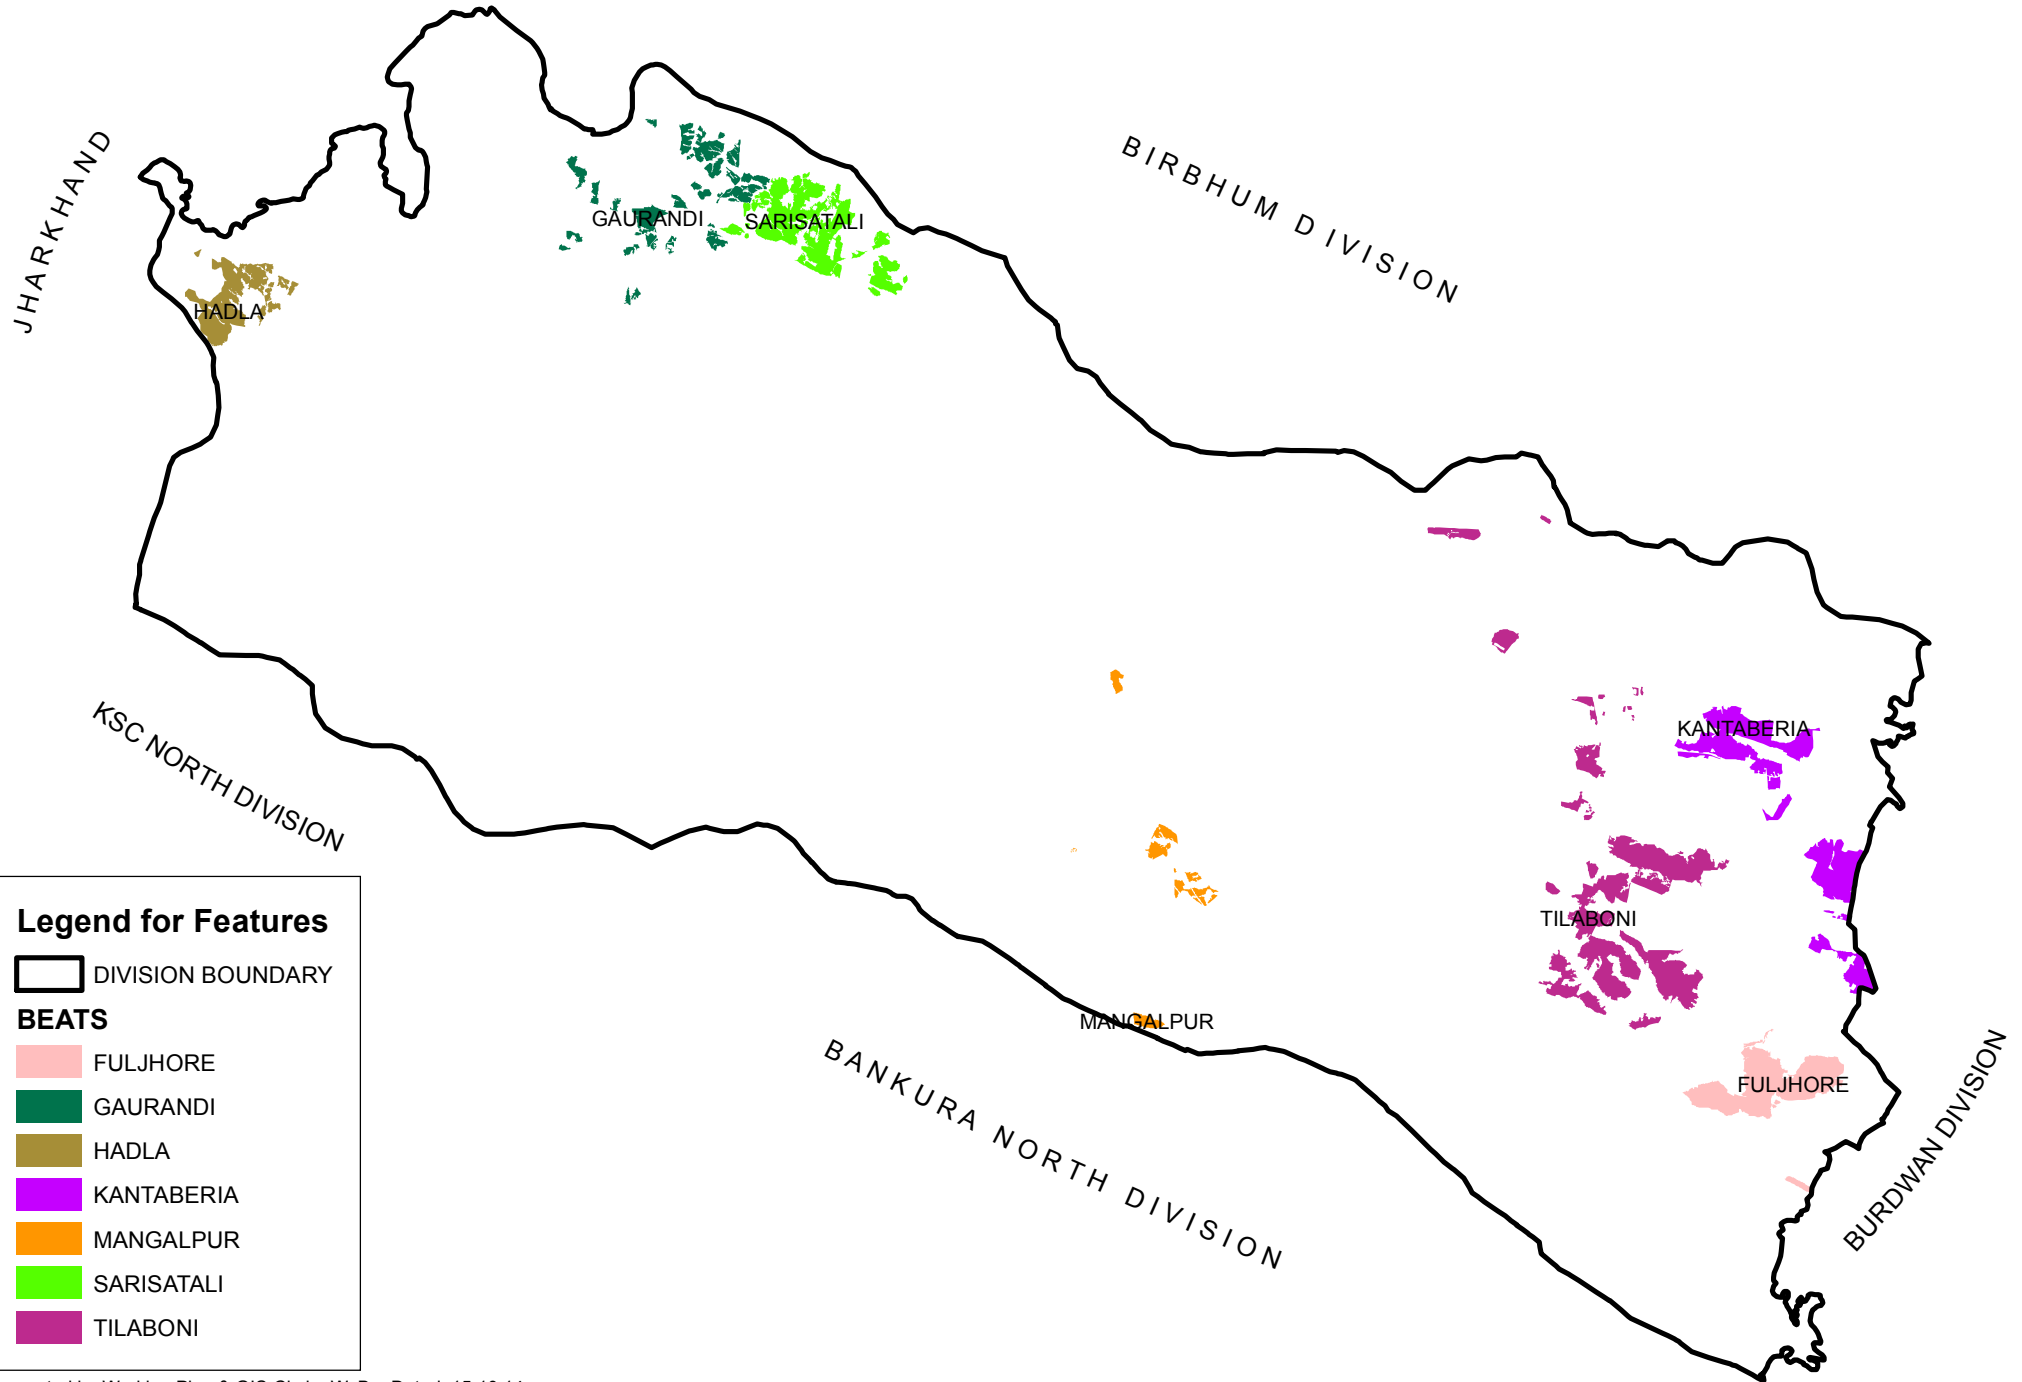 JHARKHAND
BIRBHUM DIVISION
GAURANDI
SARISATALI
HADLA
KSC NORTH DIVISION
KANTABERIA
TILABONI
MANGALPUR
FULJHORE
BANKURA NORTH DIVISION
BURDWAN DIVISION
Legend for Features
DIVISION BOUNDARY
BEATS
FULJHORE
GAURANDI
HADLA
KANTABERIA
MANGALPUR
SARISATALI
TILABONI